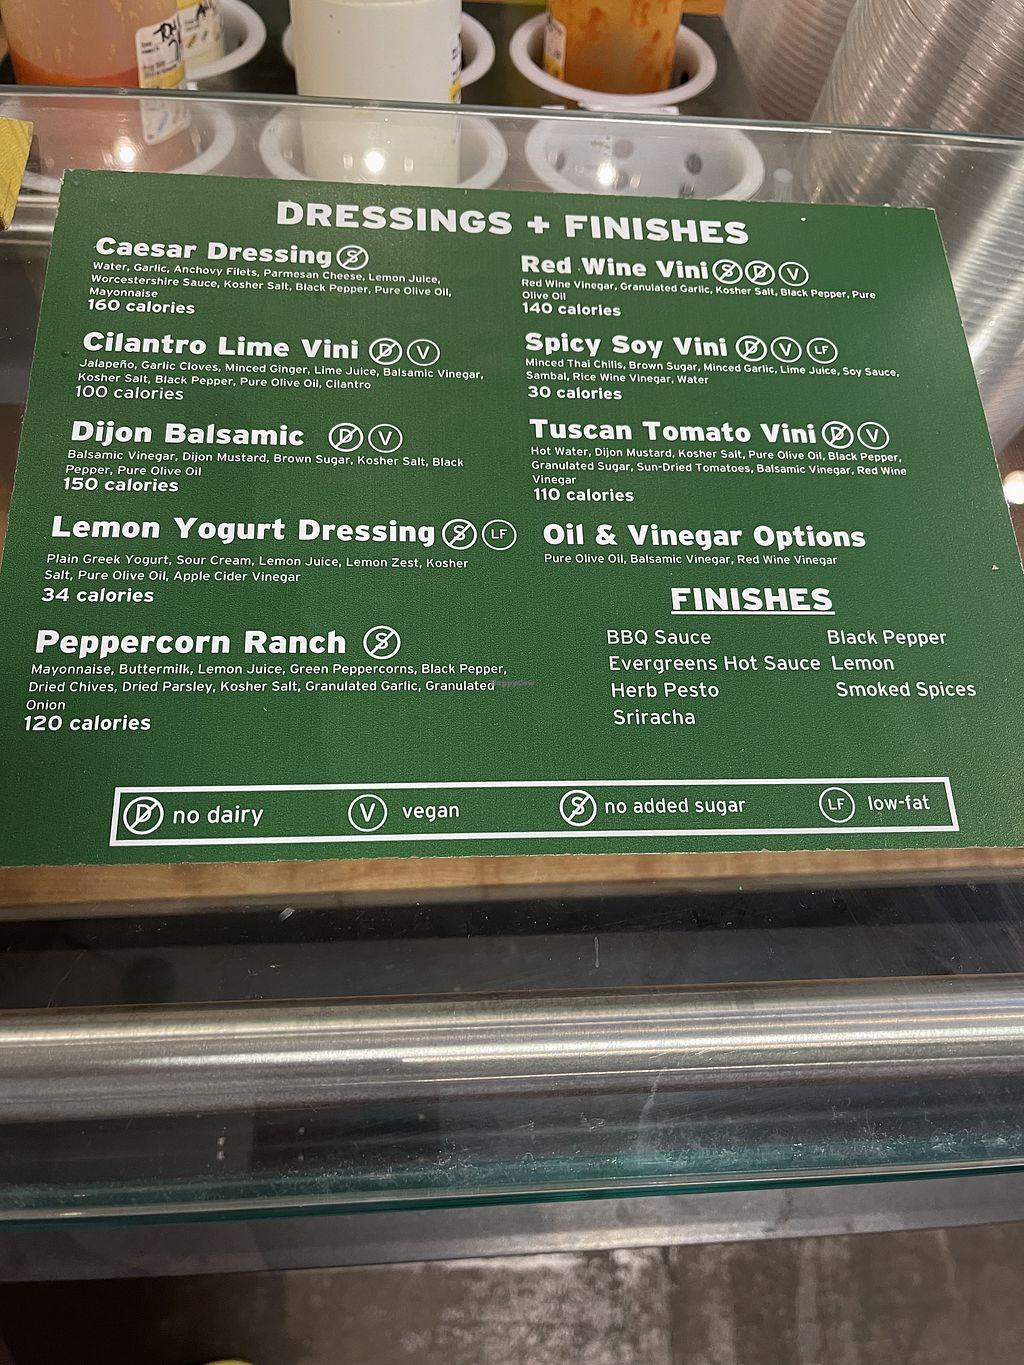 DRESSINGS + FINISHES
Caesar Dressing S
Water, Garlic, Anchovy Filets, Parmesan Cheese, Lemon Juice,
Worcestershire Sauce, Kosher Salt, Black Pepper, Pure Olive Oil,
Mayonnaise
160 calories
Cilantro Lime Vini D V
Jalapeño, Garlic Cloves, Minced Ginger, Lime Juice, Balsamic Vinegar,
Kosher Salt, Black Pepper, Pure Olive Oil, Cilantro
100 calories
Dijon Balsamic D V
Balsamic Vinegar, Dijon Mustard, Brown Sugar, Kosher Salt, Black
Pepper, Pure Olive Oil
150 calories
Lemon Yogurt Dressing S LF
Plain Greek Yogurt, Sour Cream, Lemon Juice, Lemon Zest, Kosher
Salt, Pure Olive Oil, Apple Cider Vinegar
34 calories
Peppercorn Ranch S
Mayonnaise, Buttermilk, Lemon Juice, Green Peppercorns, Black Pepper,
Dried Chives, Dried Parsley, Kosher Salt, Granulated Garlic, Granulated
Onion
120 calories
Red Wine Vini S D V
Red Wine Vinegar, Granulated Garlic, Kosher Salt, Black Pepper, Pure
Olive Oil
140 calories
Spicy Soy Vini D V LF
Minced Thai Chilis, Brown Sugar, Minced Garlic, Lime Juice, Soy Sauce,
Sambal, Rice Wine Vinegar, Water
30 calories
Tuscan Tomato Vini D V
Hot Water, Dijon Mustard, Kosher Salt, Pure Olive Oil, Black Pepper,
Granulated Sugar, Sun-Dried Tomatoes, Balsamic Vinegar, Red Wine
Vinegar
110 calories
Oil & Vinegar Options
Pure Olive Oil, Balsamic Vinegar, Red Wine Vinegar
FINISHES
BBQ Sauce
Evergreens Hot Sauce
Herb Pesto
Sriracha
Black Pepper
Lemon
Smoked Spices
D no dairy V vegan S no added sugar LF low-fat